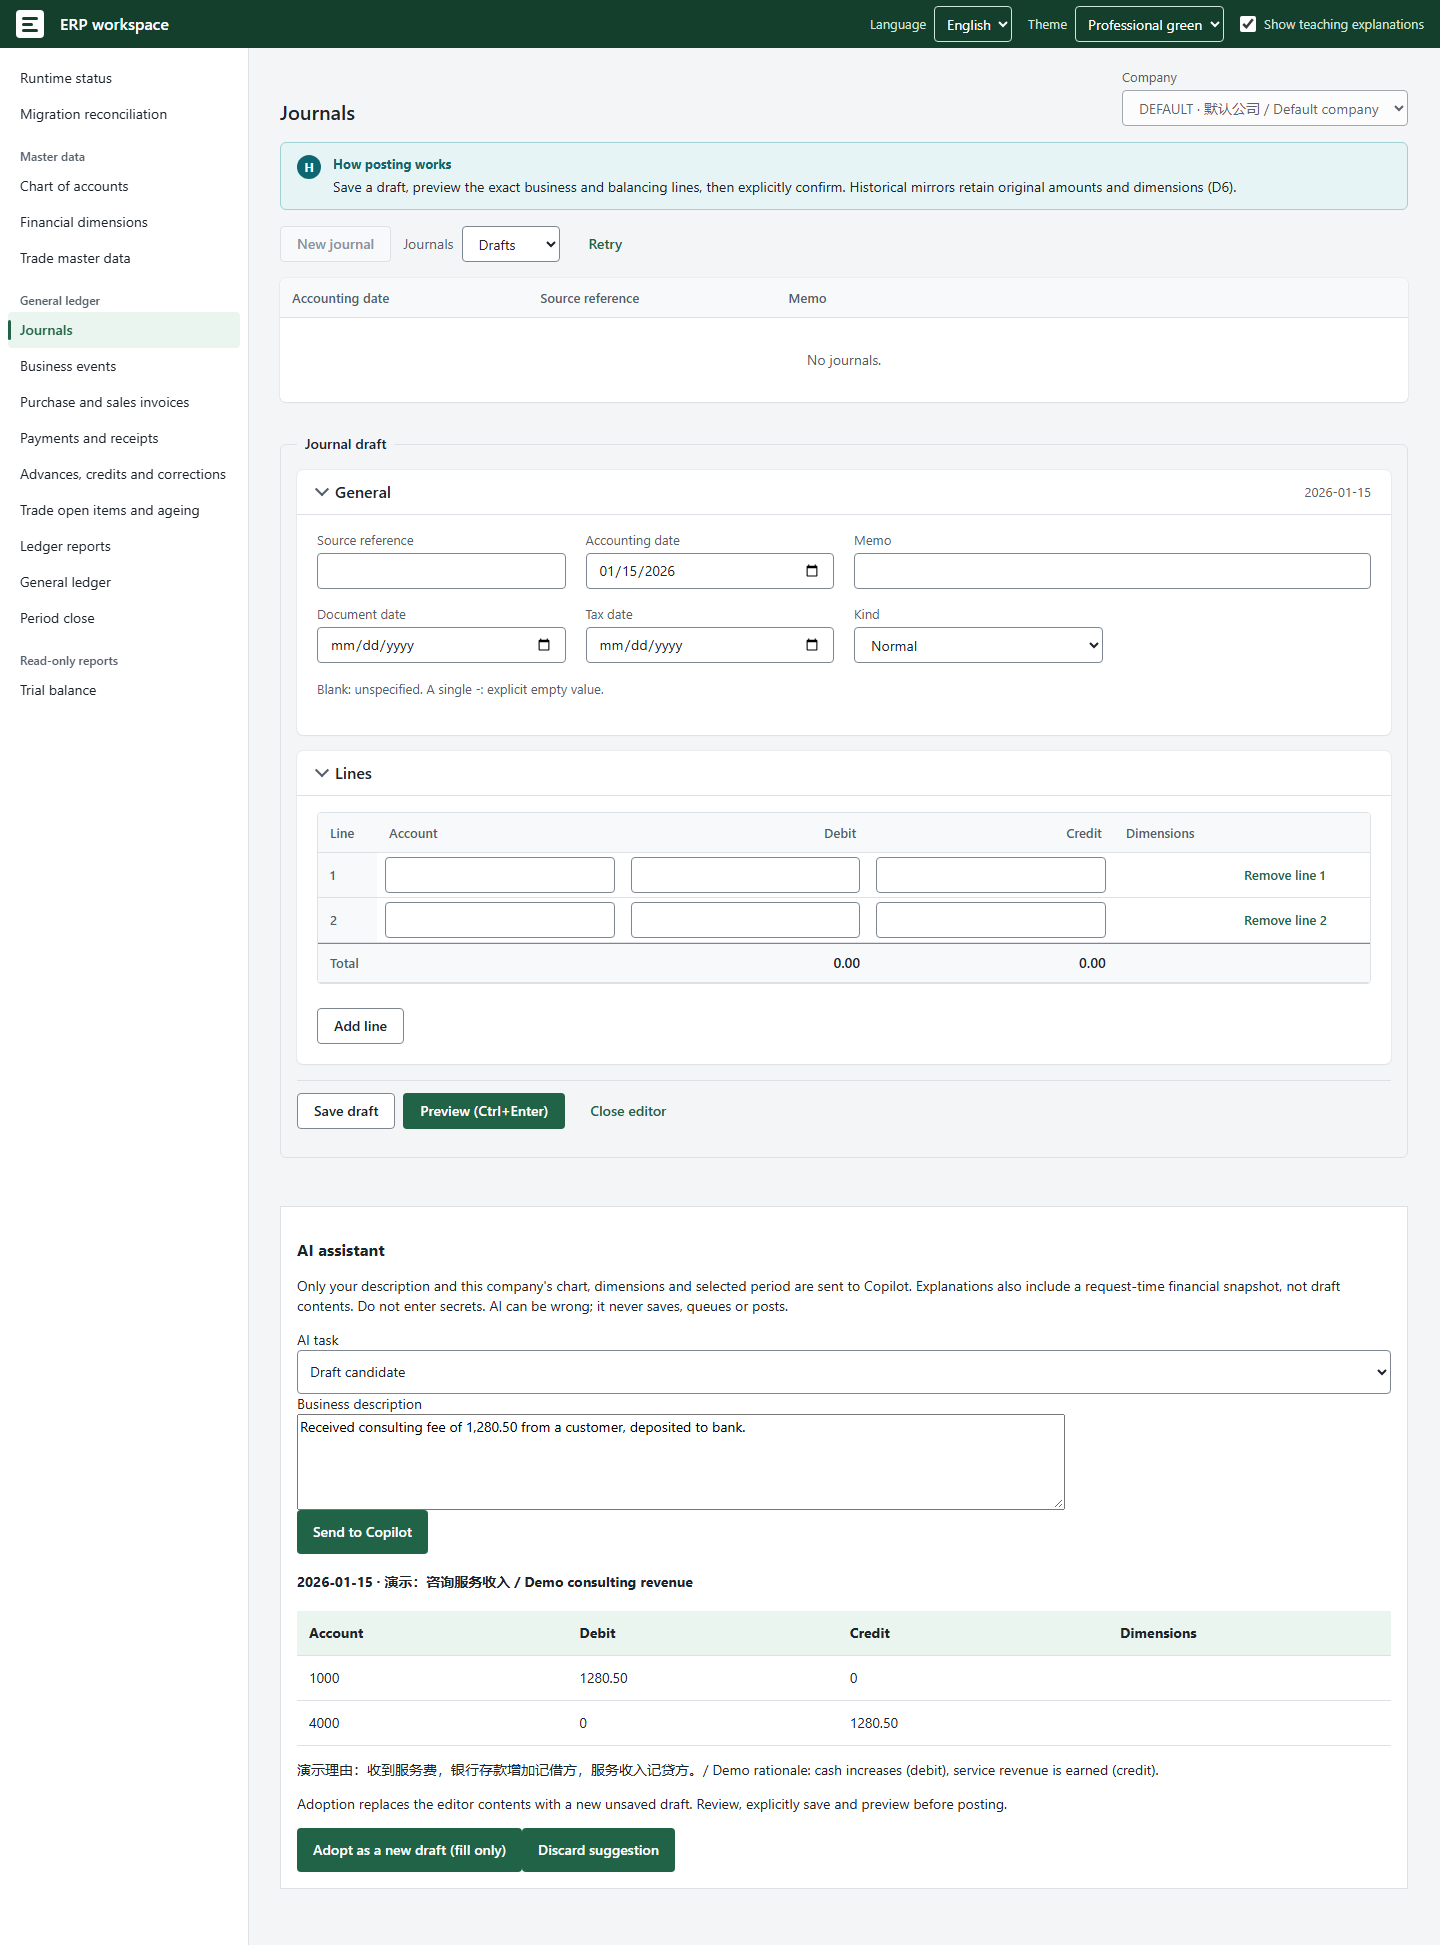 ERP workspace
Language English Theme Professional green Show teaching explanations
Runtime status
Migration reconciliation
Master data
Chart of accounts
Financial dimensions
Trade master data
General ledger
Journals
Business events
Purchase and sales invoices
Payments and receipts
Advances, credits and corrections
Trade open items and ageing
Ledger reports
General ledger
Period close
Read-only reports
Trial balance
Company
Journals
DEFAULT · 默认公司 / Default company
H How posting works
Save a draft, preview the exact business and balancing lines, then explicitly confirm. Historical mirrors retain original amounts and dimensions (D6).
New journal Journals Drafts Retry
Accounting date Source reference Memo
No journals.
Journal draft
General 2026-01-15
Source reference Accounting date Memo
01/15/2026
Document date Tax date Kind
mm/dd/yyyy mm/dd/yyyy Normal
Blank: unspecified. A single -: explicit empty value.
Lines
Line Account Debit Credit Dimensions
1 Remove line 1
2 Remove line 2
Total 0.00 0.00
Add line
Save draft Preview (Ctrl+Enter) Close editor
AI assistant
Only your description and this company's chart, dimensions and selected period are sent to Copilot. Explanations also include a request-time financial snapshot, not draft
contents. Do not enter secrets. AI can be wrong; it never saves, queues or posts.
AI task
Draft candidate
Business description
Received consulting fee of 1,280.50 from a customer, deposited to bank.
Send to Copilot
2026-01-15 · 演示：咨询服务收入 / Demo consulting revenue
Account Debit Credit Dimensions
1000 1280.50 0
4000 0 1280.50
演示理由：收到服务费，银行存款增加记借方，服务收入记贷方。/ Demo rationale: cash increases (debit), service revenue is earned (credit).
Adoption replaces the editor contents with a new unsaved draft. Review, explicitly save and preview before posting.
Adopt as a new draft (fill only) Discard suggestion